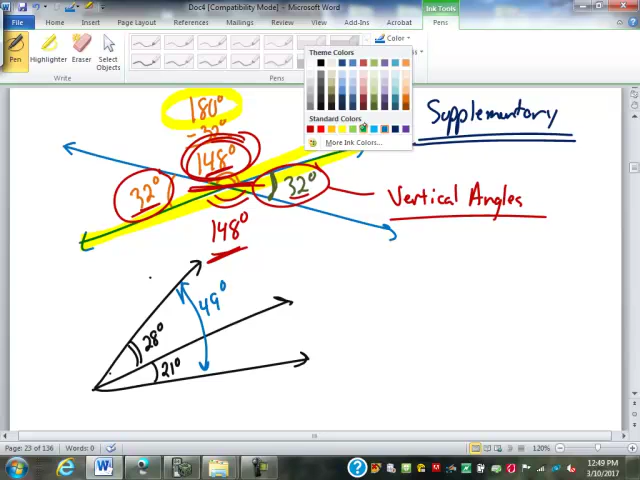 Doc4 [Compatibility Mode] - Word
Ink Tools
File
Home
Insert
Page Layout
References
Mailings
Review
View
Add-Ins
Acrobat
Pens
Pen
Highlighter
Eraser
Select Objects
Color
Write
Theme Colors
Standard Colors
More Ink Colors...
180°
- 32°
148°
Supplementory
32°
32°
Vertical Angles
148°
49°
28°
21°
Page: 23 of 136
Words: 0
120%
12:49 PM
3/10/2017